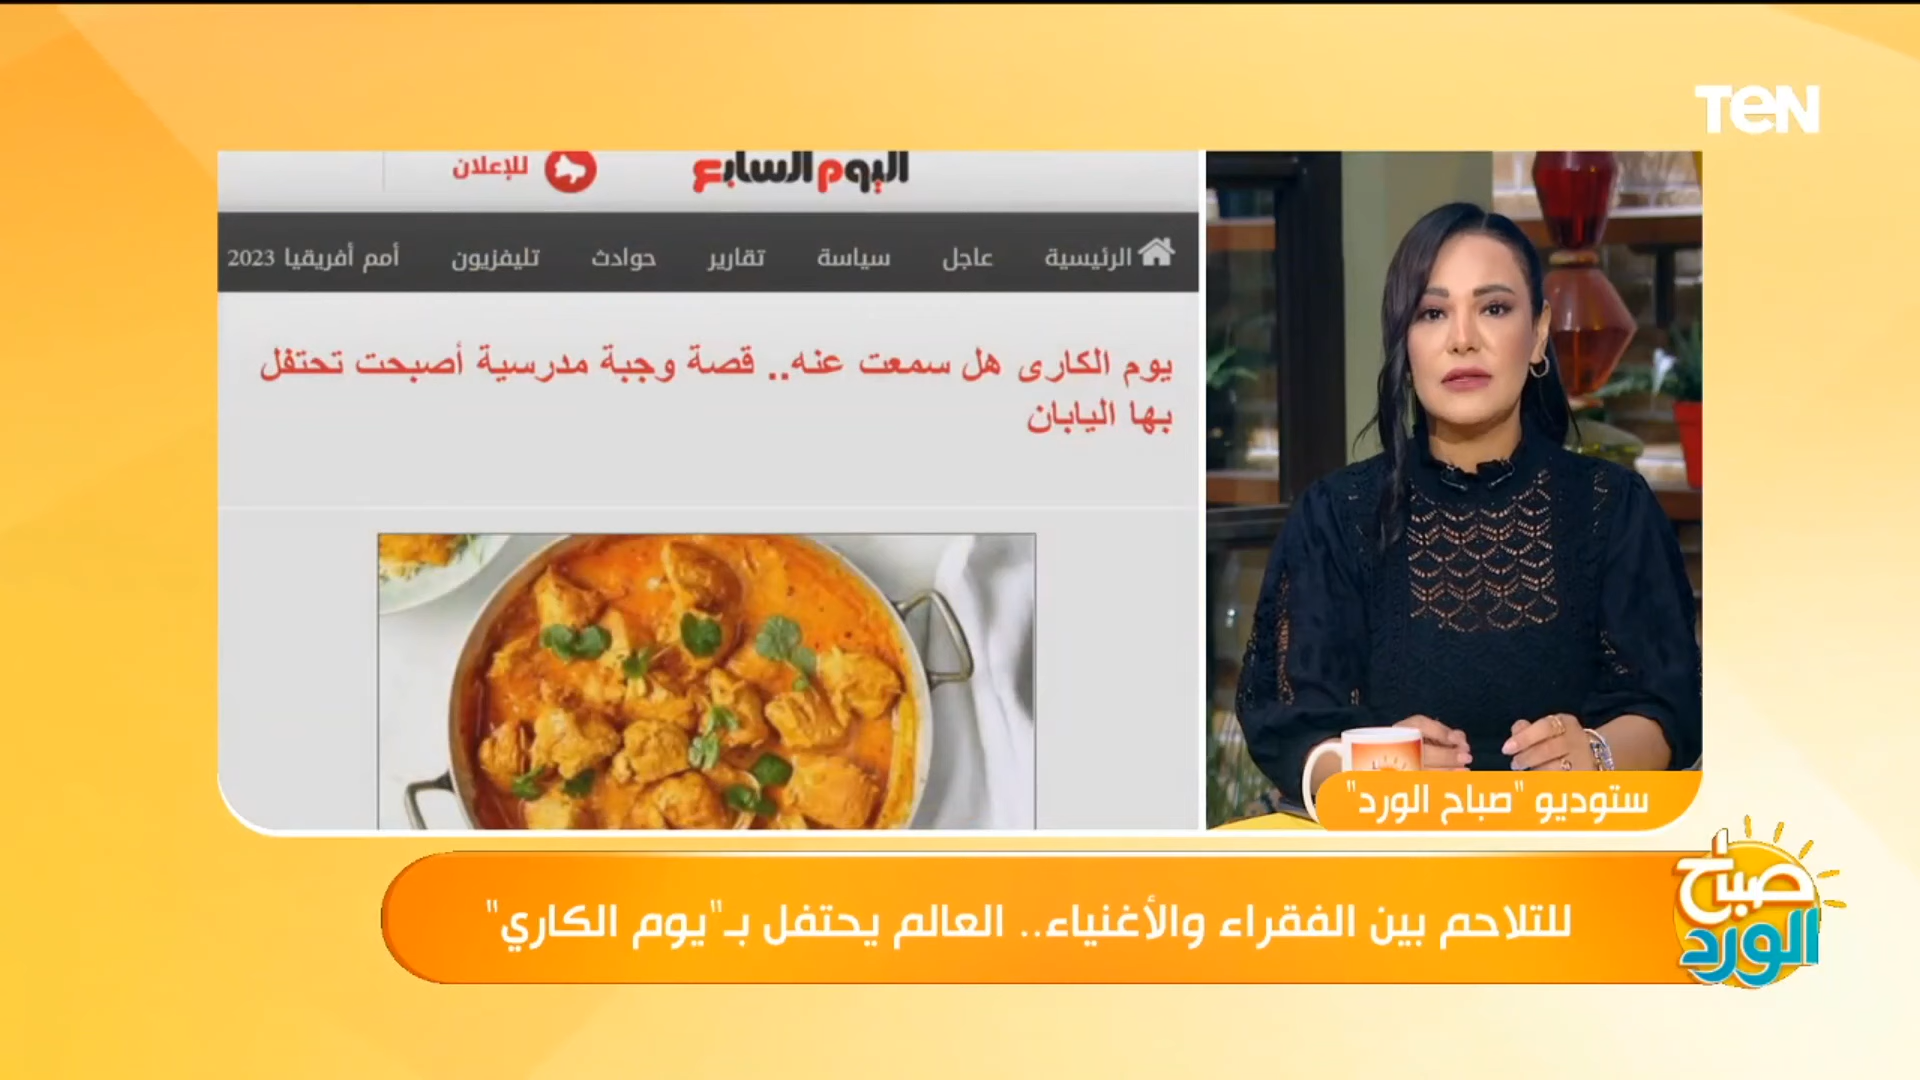 TEN
اليوم السابع
للإعلان
الرئيسية عاجل سياسة تقارير حوادث تليفزيون أمم أفريقيا 2023
يوم الكارى هل سمعت عنه.. قصة وجبة مدرسية أصبحت تحتفل
بها اليابان
ستوديو "صباح الورد"
للتلاحم بين الفقراء والأغنياء.. العالم يحتفل بـ"يوم الكاري"
صباح
الورد